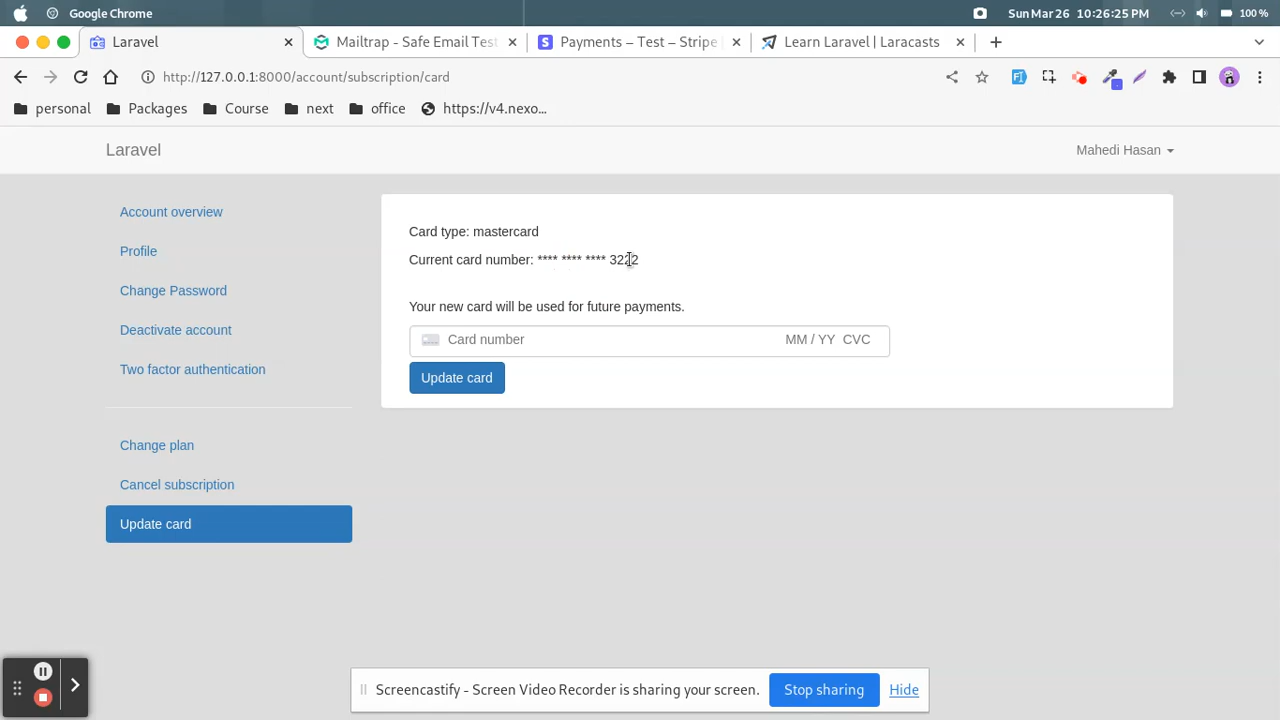 Google Chrome
Sun Mar 26 10:26:25 PM
100 %
Laravel
Mailtrap - Safe Email Test
Payments – Test – Stripe
Learn Laravel | Laracasts
http://127.0.0.1:8000/account/subscription/card
personal
Packages
Course
next
office
https://v4.nexo...
Laravel
Mahedi Hasan
Account overview
Profile
Change Password
Deactivate account
Two factor authentication
Change plan
Cancel subscription
Update card
Card type: mastercard
Current card number: **** **** **** 3222
Your new card will be used for future payments.
Card number
MM / YY CVC
Update card
Screencastify - Screen Video Recorder is sharing your screen.
Stop sharing
Hide